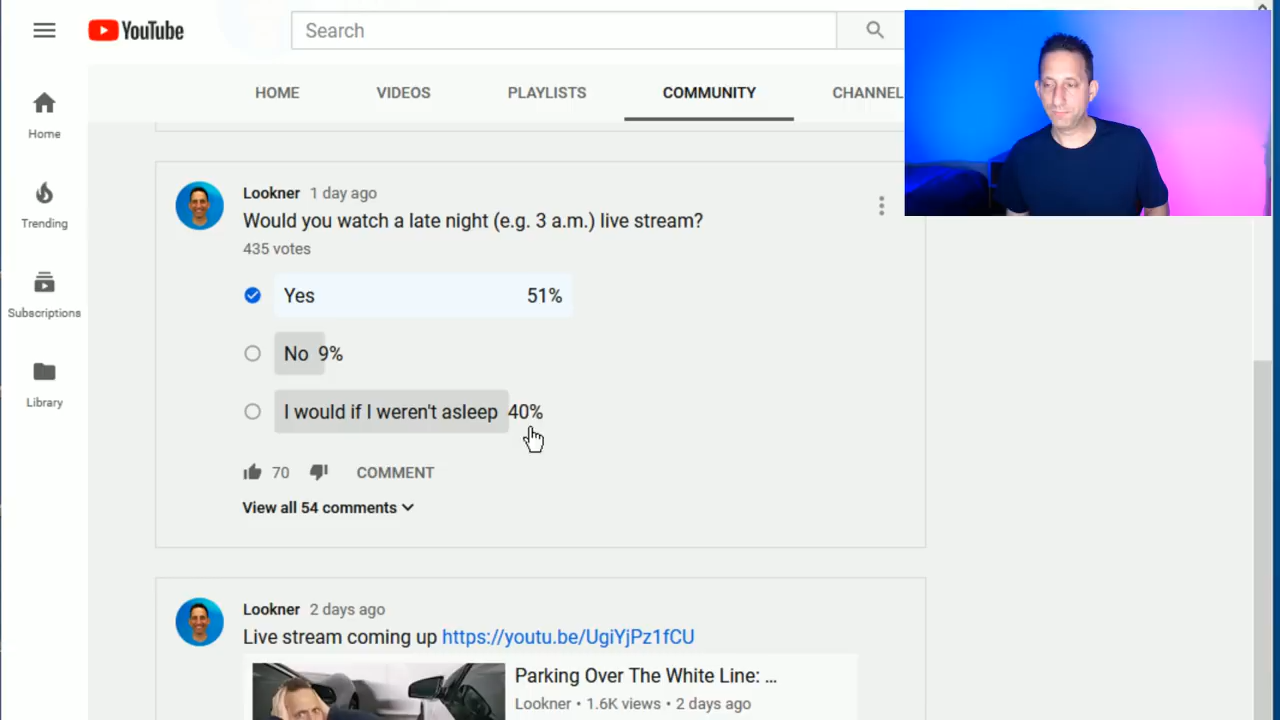 YouTube
Search
HOME
VIDEOS
PLAYLISTS
COMMUNITY
CHANNEL
Home
Trending
Subscriptions
Library
Lookner 1 day ago
Would you watch a late night (e.g. 3 a.m.) live stream?
435 votes
Yes 51%
No 9%
I would if I weren't asleep 40%
70 COMMENT
View all 54 comments
Lookner 2 days ago
Live stream coming up https://youtu.be/UgiYjPz1fCU
Parking Over The White Line: ...
Lookner • 1.6K views • 2 days ago